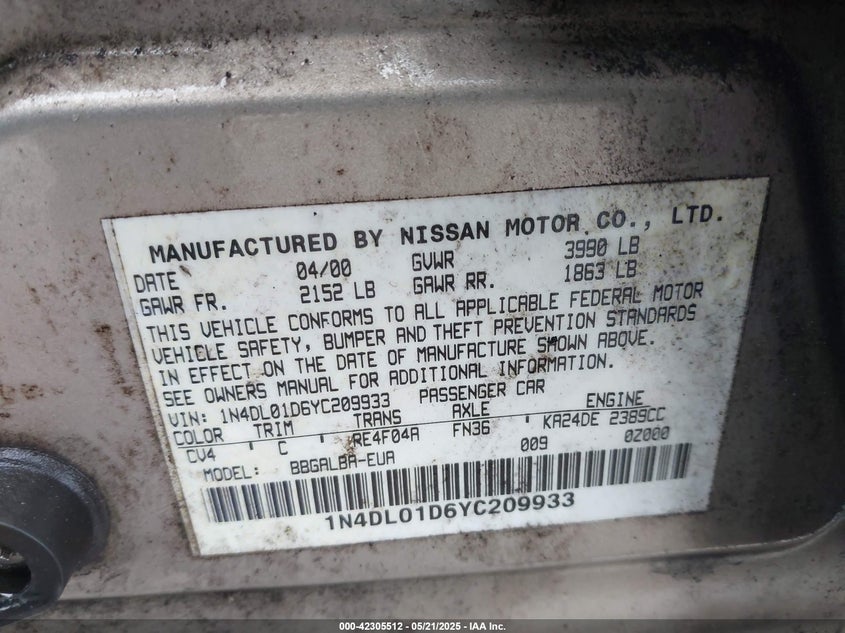 MANUFACTURED BY NISSAN MOTOR CO., LTD.
DATE 04/00 GVWR 3990 LB
GAWR FR. 2152 LB GAWR RR. 1863 LB
THIS VEHICLE CONFORMS TO ALL APPLICABLE FEDERAL MOTOR
VEHICLE SAFETY, BUMPER AND THEFT PREVENTION STANDARDS
IN EFFECT ON THE DATE OF MANUFACTURE SHOWN ABOVE.
SEE OWNERS MANUAL FOR ADDITIONAL INFORMATION.
VIN: 1N4DL01D6YC209933 PASSENGER CAR
COLOR TRIM TRANS AXLE ENGINE
CV4 ' C ' RE4F04A FN36 ' KA24DE 2389CC
MODEL: BBGALBA-EUA 009 0Z000
1N4DL01D6YC209933
000-42305512 — 05/21/2025 — IAA Inc.